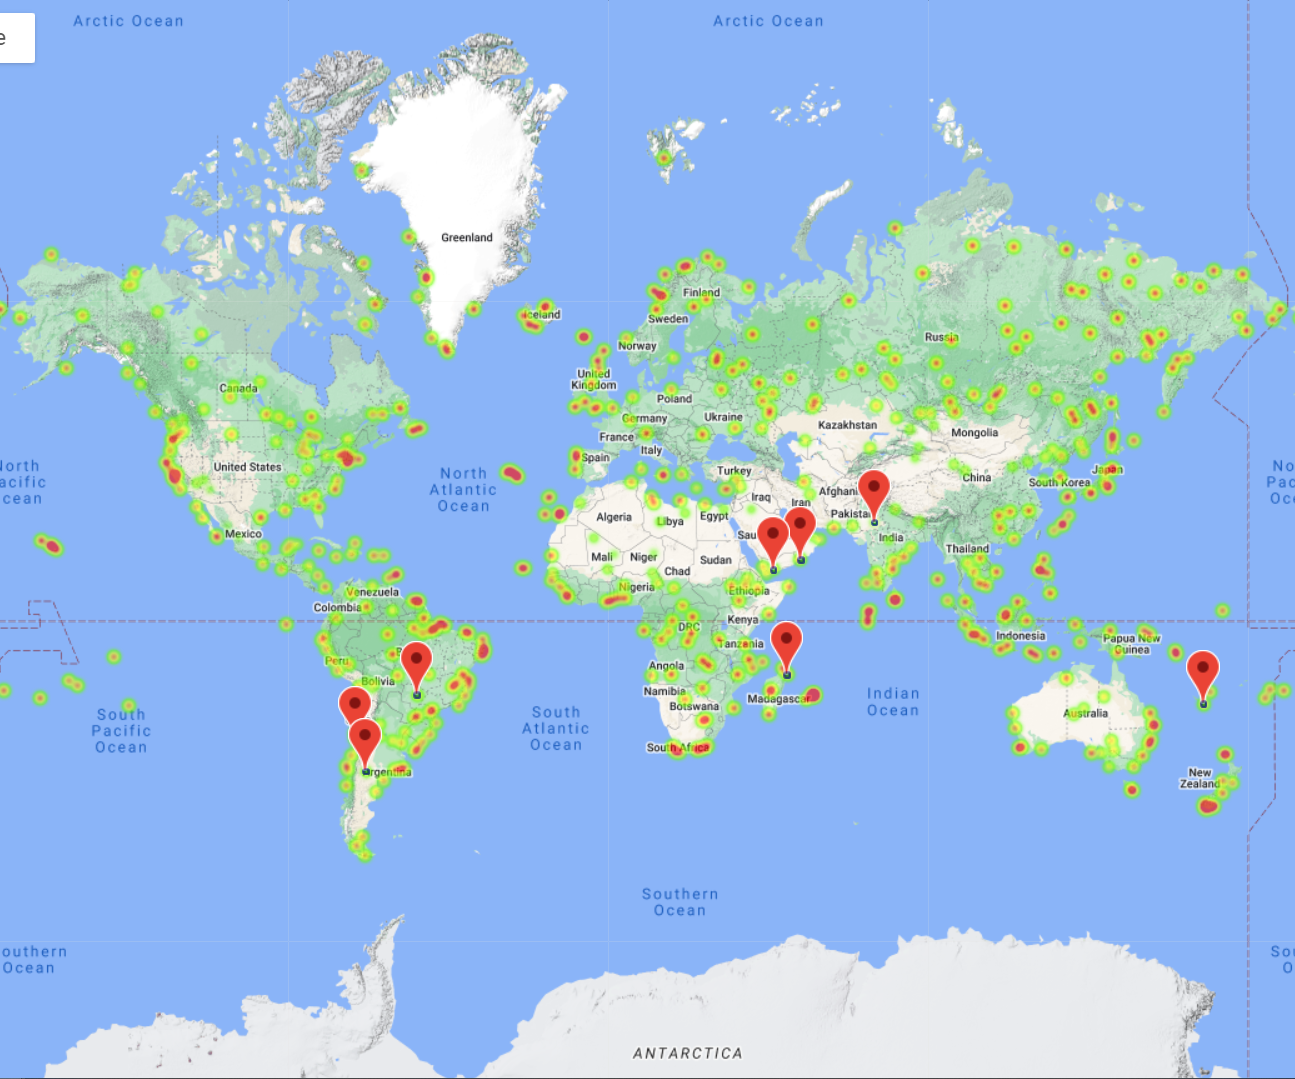 Arctic Ocean
Arctic Ocean
e
Greenland
Iceland
Finland
Sweden
Norway
Russia
United
Kingdom
Canada
Poland
Germany
Ukraine
Kazakhstan
Mongolia
France
Italy
Spain
United States
North
Atlantic
Ocean
Turkey
China
Japan
South Korea
North
acific
cean
No
Pac
Oc
Iraq
Iran
Afghani
Pakista
Algeria
Libya
Egypt
Sau
India
Mexico
Mali
Niger
Chad
Sudan
Thailand
Nigeria
Ethiopia
Venezuela
Colombia
Kenya
DRC
Tanzania
Indonesia
Papua New
Guinea
Peru
B
Bolivia
Angola
Namibia
Botswana
Madagascar
Indian
Ocean
Australia
South
Pacific
Ocean
South
Atlantic
Ocean
South Africa
Argentina
New
Zealand
Southern
Ocean
outhern
Ocean
Sou
O
ANTARCTICA